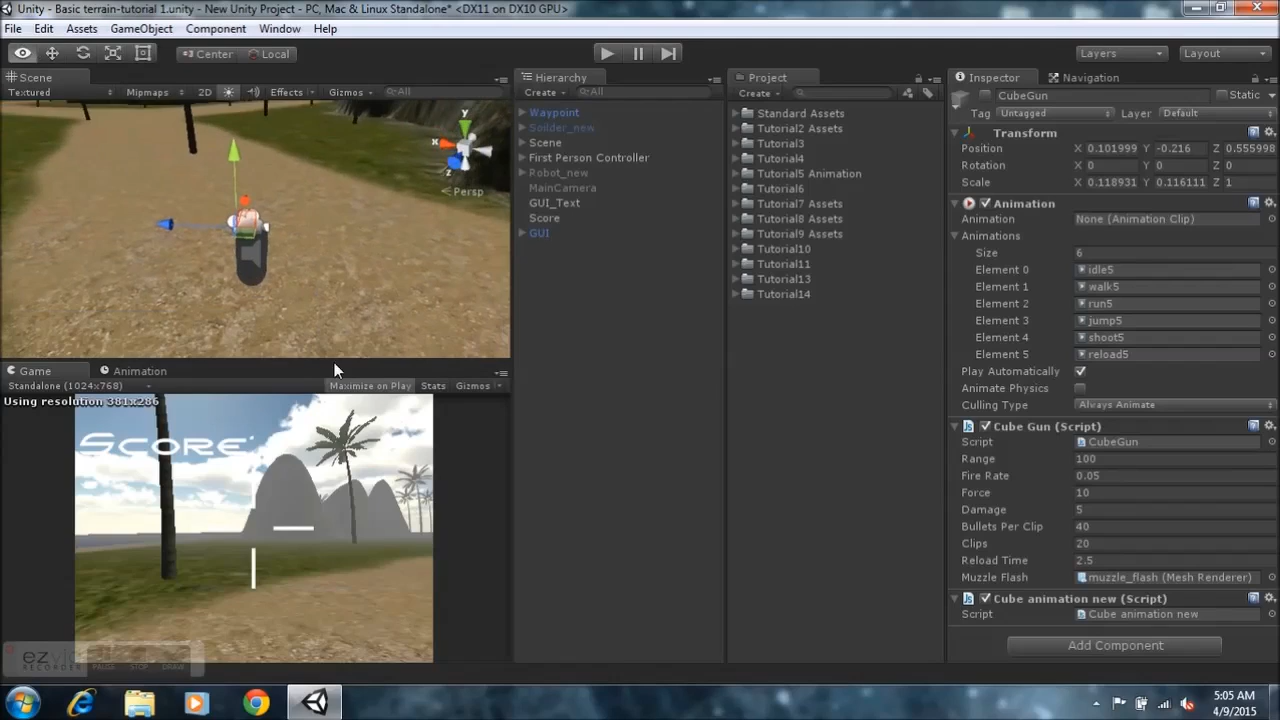 Unity - Basic terrain-tutorial 1.unity - New Unity Project - PC, Mac & Linux Standalone* <DX11 on DX10 GPU>
File Edit Assets GameObject Component Window Help
Center Local Layers Layout
Scene
Textured Mipmaps 2D Effects Gizmos All
y
x
z
Persp
Game Animation
Standalone (1024x768) Maximize on Play Stats Gizmos
Using resolution 381x286
Score:
Hierarchy
Create All
Waypoint
Soilder_new
Scene
First Person Controller
Robot_new
MainCamera
GUI_Text
Score
GUI
Project
Create
Standard Assets
Tutorial2 Assets
Tutorial3
Tutorial4
Tutorial5 Animation
Tutorial6
Tutorial7 Assets
Tutorial8 Assets
Tutorial9 Assets
Tutorial10
Tutorial11
Tutorial13
Tutorial14
Inspector Navigation
CubeGun Static
Tag Untagged Layer Default
Transform
Position X 0.101999 Y -0.216 Z 0.555998
Rotation X 0 Y 0 Z 0
Scale X 0.118931 Y 0.116111 Z 1
Animation
Animation None (Animation Clip)
Animations
Size 6
Element 0 idle5
Element 1 walk5
Element 2 run5
Element 3 jump5
Element 4 shoot5
Element 5 reload5
Play Automatically
Animate Physics
Culling Type Always Animate
Cube Gun (Script)
Script CubeGun
Range 100
Fire Rate 0.05
Force 10
Damage 5
Bullets Per Clip 40
Clips 20
Reload Time 2.5
Muzzle Flash muzzle_flash (Mesh Renderer)
Cube animation new (Script)
Script Cube animation new
Add Component
RECORDER PAUSE STOP DRAW
5:05 AM
4/9/2015